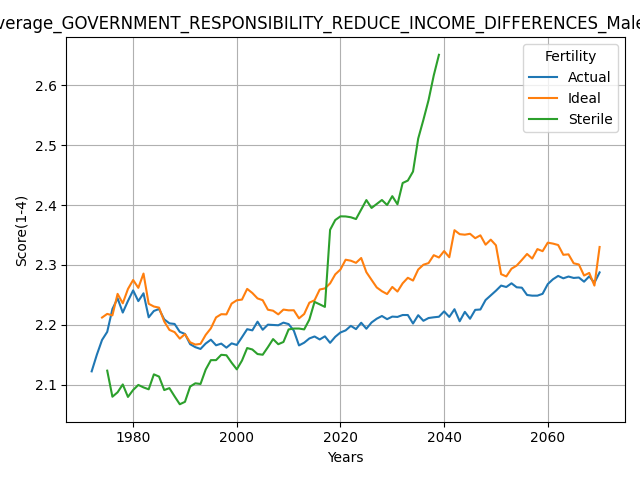 verage_GOVERNMENT_RESPONSIBILITY_REDUCE_INCOME_DIFFERENCES_Male
Fertility
Actual
Ideal
Sterile
Score(1-4)
2.6
2.5
2.4
2.3
2.2
2.1
1980 2000 2020 2040 2060
Years